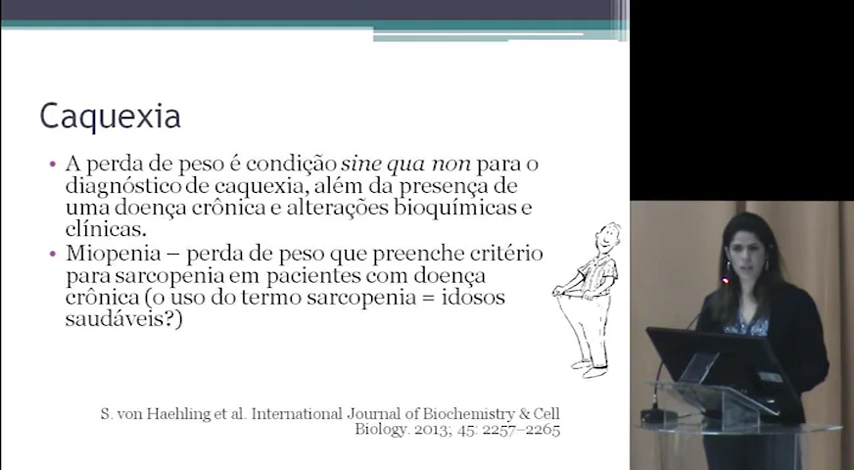 Caquexia
• A perda de peso é condição sine qua non para o
diagnóstico de caquexia, além da presença de
uma doença crônica e alterações bioquímicas e
clínicas.
• Miopenia – perda de peso que preenche critério
para sarcopenia em pacientes com doença
crônica (o uso do termo sarcopenia = idosos
saudáveis?)
S. von Haehling et al. International Journal of Biochemistry & Cell
Biology. 2013; 45: 2257–2265